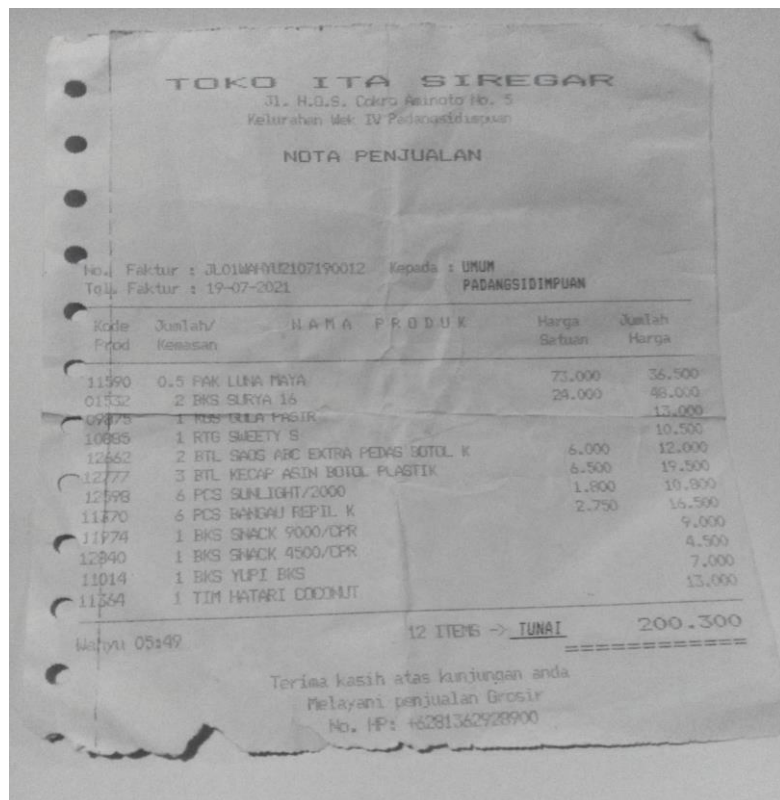 TOKO ITA SIREGAR
Jl. H.O.S. Cokro Aminoto No. 5
Kelurahan Wek IV Padangsidimpuan
NOTA PENJUALAN
No. Faktur : JL01WAHYU2107190012 Kepada : UMUM
Tgl. Faktur : 19-07-2021 PADANGSIDIMPUAN
Kode Jumlah/ NAMA PRODUK Harga Jumlah
Prod Kemasan Satuan Harga
11590 0.5 PAK LUNA MAYA 73.000 36.500
01532 2 BKS SURYA 16 24.000 48.000
09875 1 KGS GULA PASIR 13.000
10885 1 RTG SWEETY S 10.500
12662 2 BTL SAOS ABC EXTRA PEDAS BOTOL K 6.000 12.000
12777 3 BTL KECAP ASIN BOTOL PLASTIK 6.500 19.500
12598 6 PCS SUNLIGHT/2000 1.800 10.800
11370 6 PCS BANGAU REPIL K 2.750 16.500
11974 1 BKS SNACK 9000/CPR 9.000
12840 1 BKS SNACK 4500/CPR 4.500
11014 1 BKS YUPI BKS 7.000
11364 1 TIM HATARI COCONUT 13.000
Wahyu 05:49 12 ITEMS -> TUNAI 200.300
Terima kasih atas kunjungan anda
Melayani penjualan Grosir
No. HP: +6281362928900